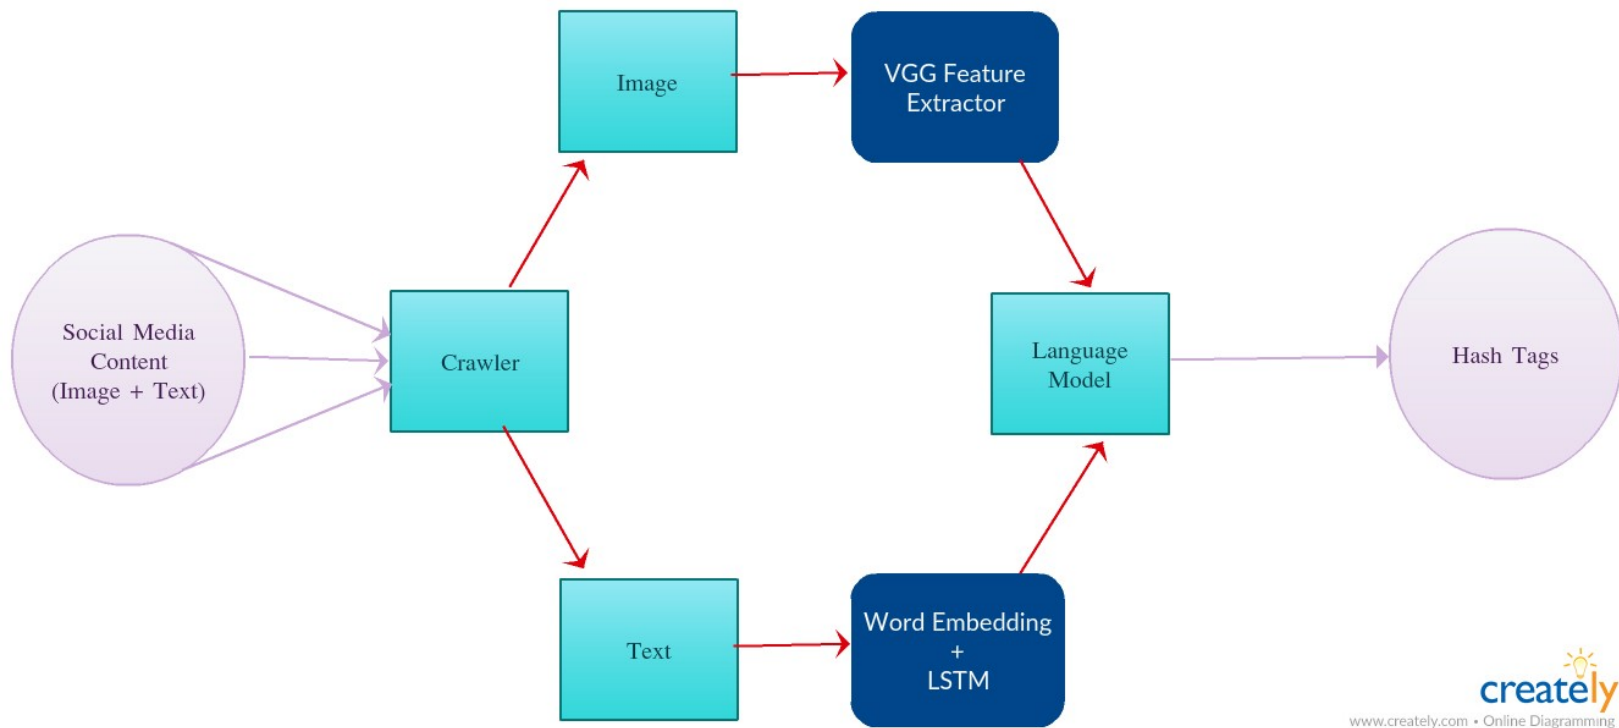 Image
VGG Feature
Extractor
Social Media
Content
(Image + Text)
Crawler
Language
Model
Hash Tags
Text
Word Embedding
+
LSTM
creately
www.creately.com • Online Diagramming